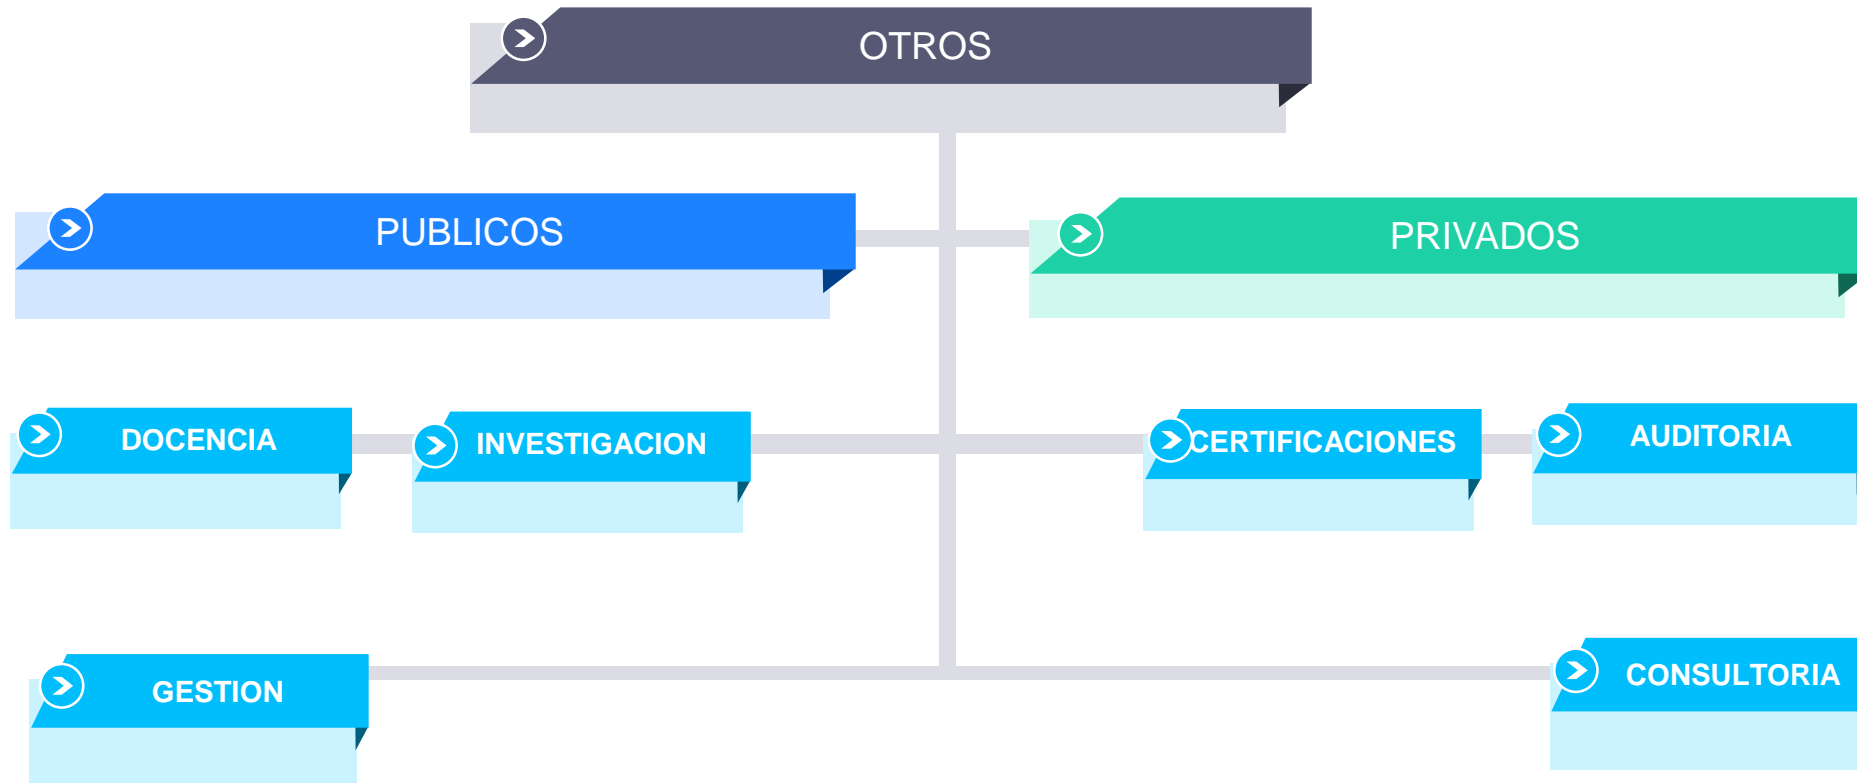 OTROS
PUBLICOS
PRIVADOS
DOCENCIA
INVESTIGACION
CERTIFICACIONES
AUDITORIA
GESTION
CONSULTORIA